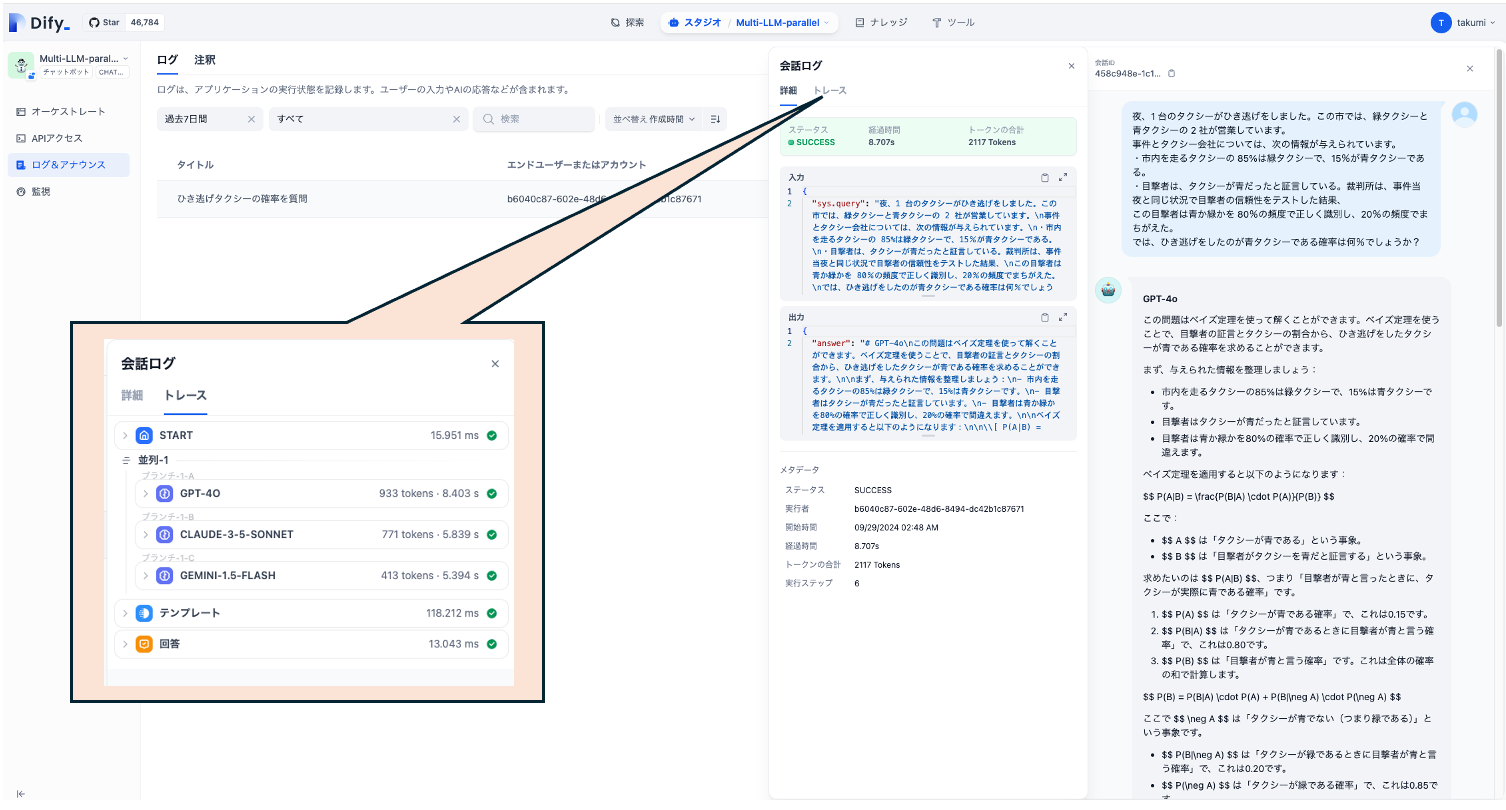 Dify_
Star 46,784
探索
スタジオ / Multi-LLM-parallel
ナレッジ
ツール
T takumi
Multi-LLM-paral...
チャットボット CHAT...
オーケストレート
APIアクセス
ログ＆アナウンス
監視
ログ 注釈
ログは、アプリケーションの実行状態を記録します。ユーザーの入力やAIの応答などが含まれます。
過去7日間
すべて
検索
並べ替え 作成時間
タイトル エンドユーザーまたはアカウント
ひき逃げタクシーの確率を質問 b6040c87-602e-48d6 b1c87671
会話ログ
詳細 トレース
START 15.951 ms
並列-1
ブランチ-1-A
GPT-4O 933 tokens · 8.403 s
ブランチ-1-B
CLAUDE-3-5-SONNET 771 tokens · 5.839 s
ブランチ-1-C
GEMINI-1.5-FLASH 413 tokens · 5.394 s
テンプレート 118.212 ms
回答 13.043 ms
会話ログ
詳細 トレース
ステータス 経過時間 トークンの合計
SUCCESS 8.707s 2117 Tokens
入力
1 {
2 "sys.query": "夜、1 台のタクシーがひき逃げをしました。この
市では、緑タクシーと青タクシーの 2 社が営業しています。\n事件
とタクシー会社については、次の情報が与えられています。\n・市内
を走るタクシーの 85%は緑タクシーで、15%が青タクシーである。
\n・目撃者は、タクシーが青だったと証言している。裁判所は、事件
当夜と同じ状況で目撃者の信頼性をテストした結果、\nこの目撃者は
青か緑かを 80％の頻度で正しく識別し、20％の頻度でまちがえた。
\nでは、ひき逃げをしたのが青タクシーである確率は何%でしょう
出力
1 {
2 "answer": "# GPT-4o\nこの問題はベイズ定理を使って解くこと
ができます。ベイズ定理を使うことで、目撃者の証言とタクシーの割
合から、ひき逃げをしたタクシーが青である確率を求めることができ
ます。\n\nまず、与えられた情報を整理しましょう：\n- 市内を走
るタクシーの85%は緑タクシーで、15%は青タクシーです。\n- 目撃
者はタクシーが青だったと証言しています。\n- 目撃者は青か緑か
を80%の確率で正しく識別し、20%の確率で間違えます。\n\nベイズ
定理を適用すると以下のようになります：\n\n\\[ P(A|B) =
メタデータ
ステータス SUCCESS
実行者 b6040c87-602e-48d6-8494-dc42b1c87671
開始時間 09/29/2024 02:48 AM
経過時間 8.707s
トークンの合計 2117 Tokens
実行ステップ 6
会話ID
458c948e-1c1...
夜、1 台のタクシーがひき逃げをしました。この市では、緑タクシーと
青タクシーの 2 社が営業しています。
事件とタクシー会社については、次の情報が与えられています。
・市内を走るタクシーの 85%は緑タクシーで、15%が青タクシーであ
る。
・目撃者は、タクシーが青だったと証言している。裁判所は、事件当
夜と同じ状況で目撃者の信頼性をテストした結果、
この目撃者は青か緑かを 80％の頻度で正しく識別し、20％の頻度でま
ちがえた。
では、ひき逃げをしたのが青タクシーである確率は何%でしょうか？
GPT-4o
この問題はベイズ定理を使って解くことができます。ベイズ定理を使う
ことで、目撃者の証言とタクシーの割合から、ひき逃げをしたタクシ
ーが青である確率を求めることができます。
まず、与えられた情報を整理しましょう：
• 市内を走るタクシーの85%は緑タクシーで、15%は青タクシーで
す。
• 目撃者はタクシーが青だったと証言しています。
• 目撃者は青か緑かを80%の確率で正しく識別し、20%の確率で間
違えます。
ベイズ定理を適用すると以下のようになります：
$$ P(A|B) = \frac{P(B|A) \cdot P(A)}{P(B)} $$
ここで：
• $$ A $$ は「タクシーが青である」という事象。
• $$ B $$ は「目撃者がタクシーを青だと証言する」という事象。
求めたいのは $$ P(A|B) $$、つまり「目撃者が青と言ったときに、タ
クシーが実際に青である確率」です。
1. $$ P(A) $$ は「タクシーが青である確率」で、これは0.15です。
2. $$ P(B|A) $$ は「タクシーが青であるときに目撃者が青と言う確
率」で、これは0.80です。
3. $$ P(B) $$ は「目撃者が青と言う確率」です。これは全体の確率
の和で計算します。
$$ P(B) = P(B|A) \cdot P(A) + P(B|\neg A) \cdot P(\neg A) $$
ここで $$ \neg A $$ は「タクシーが青でない（つまり緑である）」と
いう事象です。
• $$ P(B|\neg A) $$ は「タクシーが緑であるときに目撃者が青と言
う確率」で、これは0.20です。
• $$ P(\neg A) $$ は「タクシーが緑である確率」で、これは0.85で